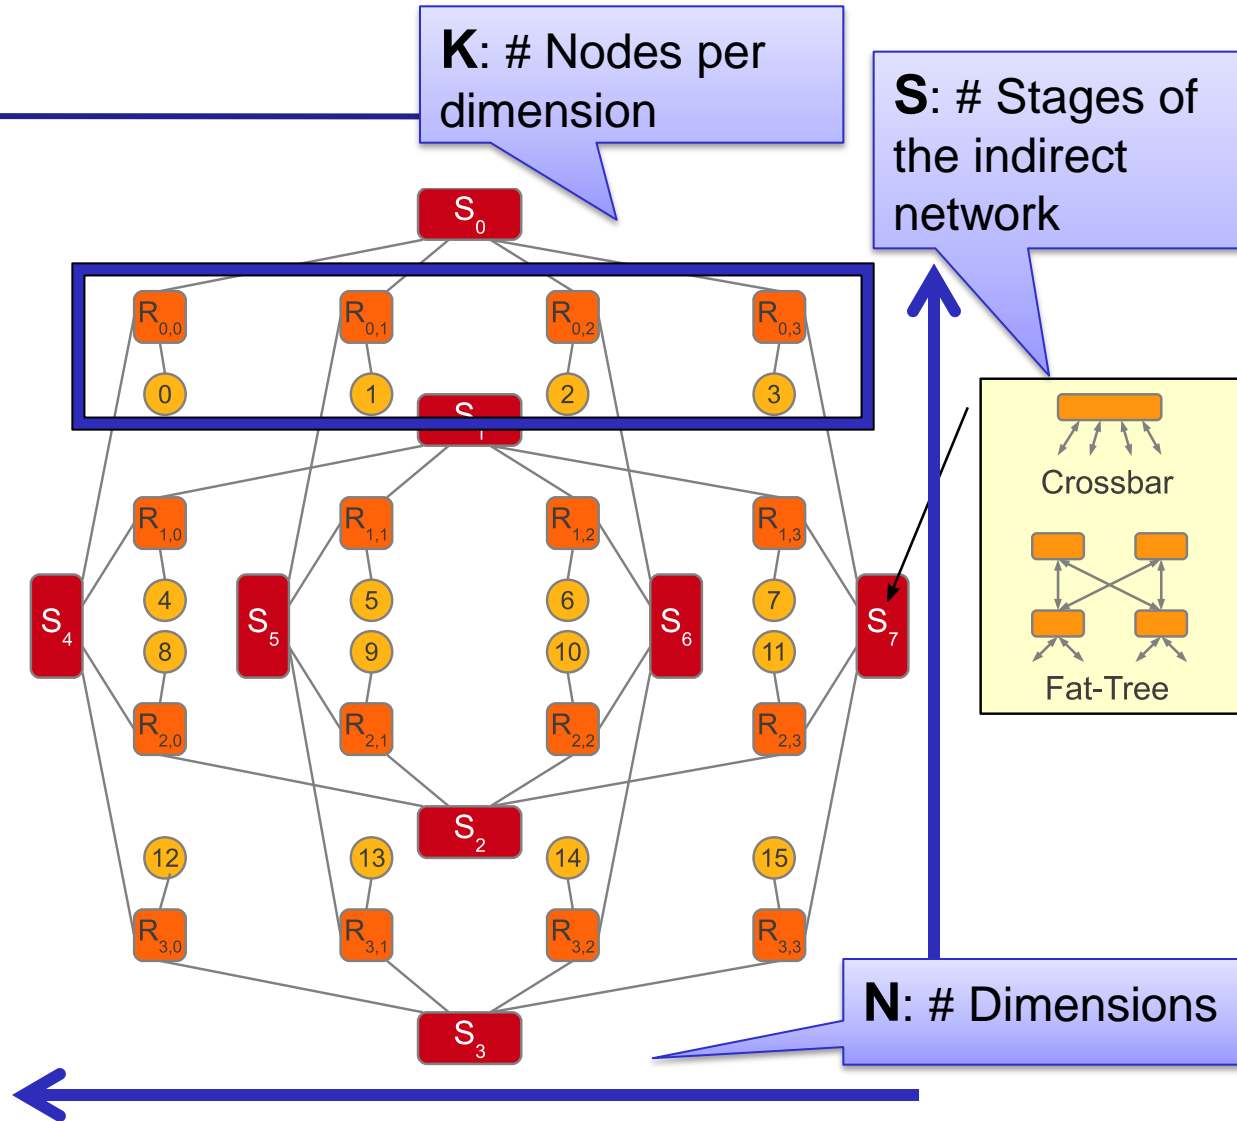 K: # Nodes per
dimension
S: # Stages of
the indirect
network
S0
R0,0 R0,1 R0,2 R0,3
0 1 2 3
S1
Crossbar
R1,0 R1,1 R1,2 R1,3
4 5 6 7
S4 S5 S6 S7
8 9 10 11
Fat-Tree
R2,0 R2,1 R2,2 R2,3
S2
12 13 14 15
R3,0 R3,1 R3,2 R3,3
N: # Dimensions
S3